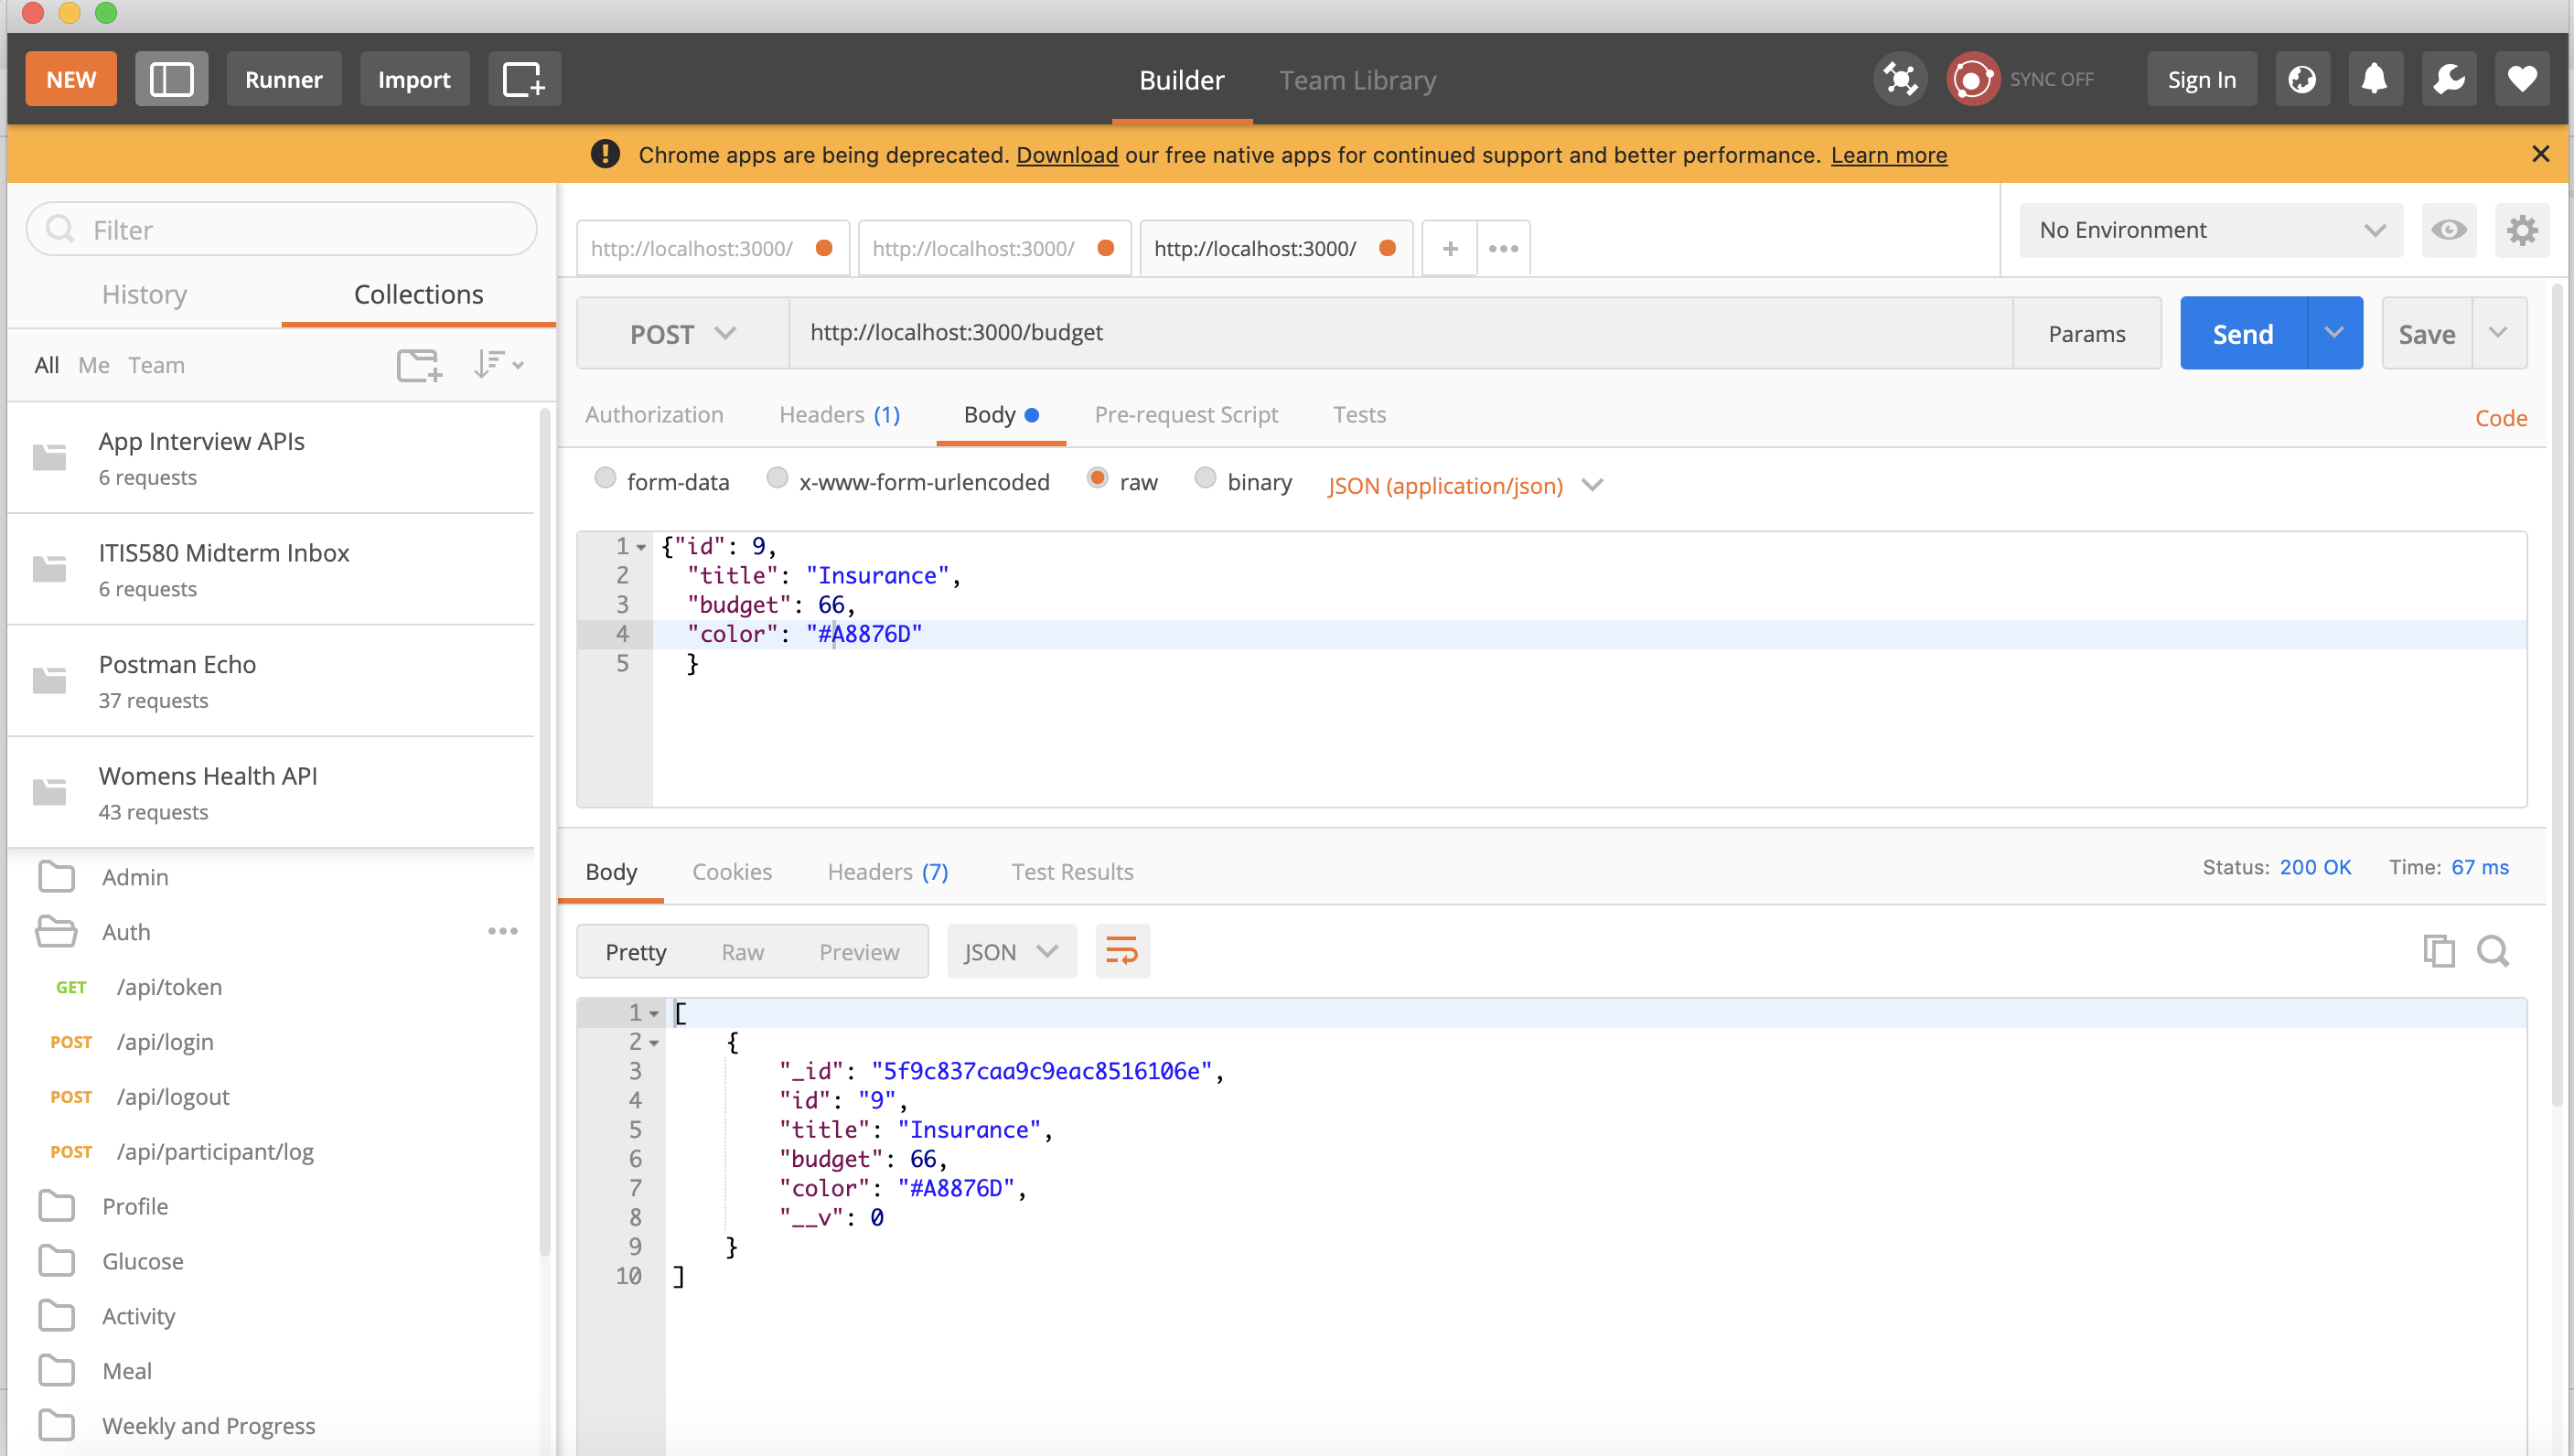 NEW Runner Import Builder Team Library SYNC OFF Sign In
Chrome apps are being deprecated. Download our free native apps for continued support and better performance. Learn more
Filter
History Collections
All Me Team
App Interview APIs
6 requests
ITIS580 Midterm Inbox
6 requests
Postman Echo
37 requests
Womens Health API
43 requests
Admin
Auth
GET /api/token
POST /api/login
POST /api/logout
POST /api/participant/log
Profile
Glucose
Activity
Meal
Weekly and Progress
http://localhost:3000/ http://localhost:3000/ http://localhost:3000/
No Environment
POST http://localhost:3000/budget Params Send Save
Authorization Headers (1) Body Pre-request Script Tests Code
form-data x-www-form-urlencoded raw binary JSON (application/json)
1 {"id": 9,
2 "title": "Insurance",
3 "budget": 66,
4 "color": "#A8876D"
5 }
Body Cookies Headers (7) Test Results Status: 200 OK Time: 67 ms
Pretty Raw Preview JSON
1 [
2 {
3 "_id": "5f9c837caa9c9eac8516106e",
4 "id": "9",
5 "title": "Insurance",
6 "budget": 66,
7 "color": "#A8876D",
8 "__v": 0
9 }
10 ]